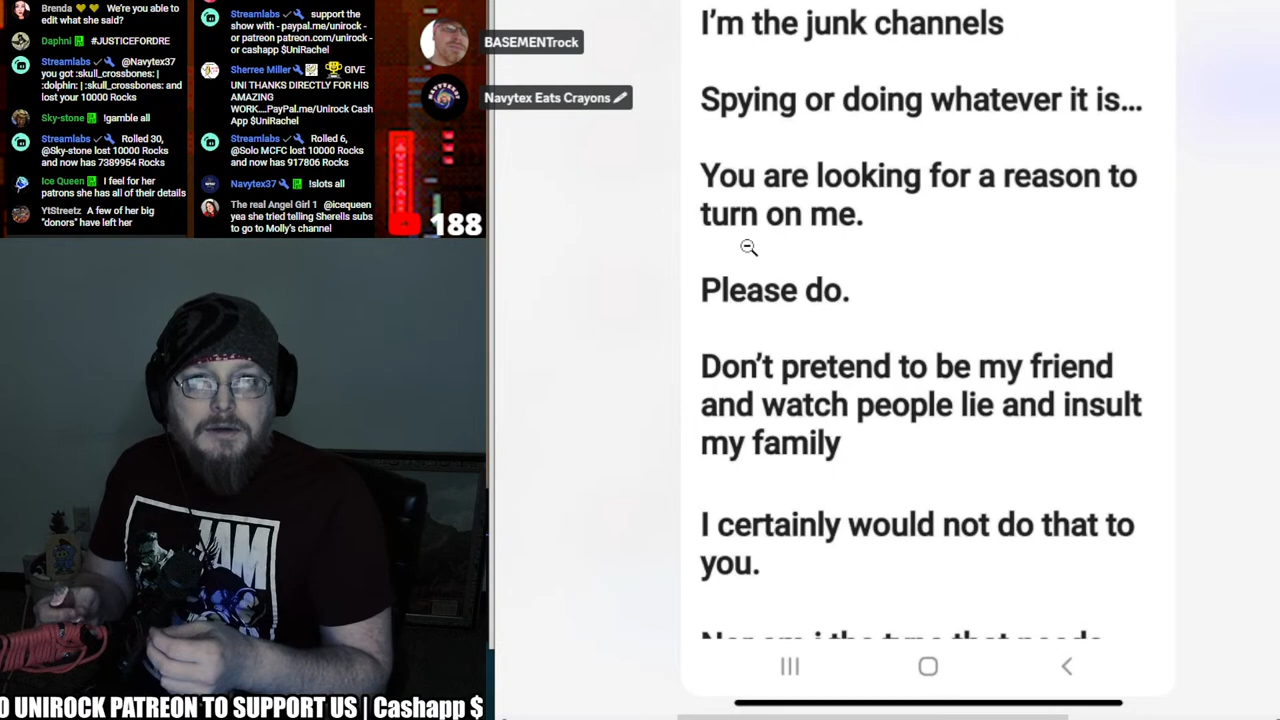 Brenda We're you able to
edit what he said?
Daphni #JUSTICEFORDRE
Streamlabs @Navytex37
you got :skull_crossbones: |
:dolphin: | :skull_crossbones: and
lost your 10000 Rocks
Sky-stone !gamble all
Streamlabs Rolled 30,
@Sky-stone lost 10000 Rocks
and now has 7389954 Rocks
Ice Queen I feel for her
patrons she has all of their details
YtStreetz A few of her big
"donors" have left her
Streamlabs support the
show with - paypal.me/unirock -
or patreon patreon.com/unirock -
or cashapp $UniRachel
Sherree Miller GIVE
UNI THANKS DIRECTLY FOR HIS
AMAZING
WORK....PayPal.me/Unirock Cash
App $UniRachel
Streamlabs Rolled 6,
@Solo MCFC lost 10000 Rocks
and now has 917806 Rocks
Navytex37 !slots all
The real Angel Girl 1 @icequeen
yea she tried telling Sherells subs
to go to Molly's channel
188
BASEMENTrock
Navytex Eats Crayons
I'm the junk channels
Spying or doing whatever it is...
You are looking for a reason to
turn on me.
Please do.
Don't pretend to be my friend
and watch people lie and insult
my family
I certainly would not do that to
you.
JAM
O UNIROCK PATREON TO SUPPORT US | Cashapp $